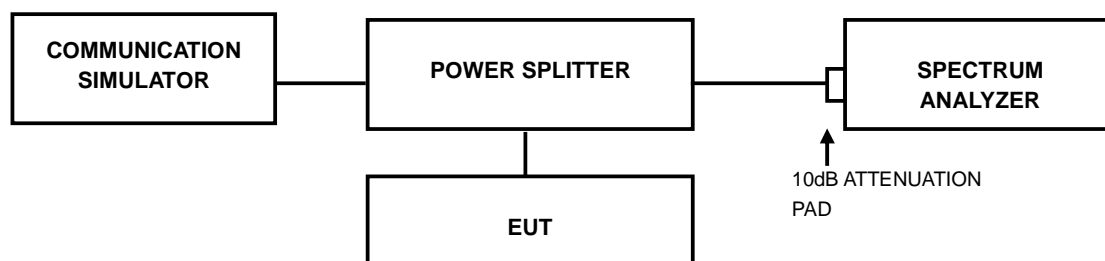 COMMUNICATION
SIMULATOR
POWER SPLITTER
SPECTRUM
ANALYZER
10dB ATTENUATION
PAD
EUT